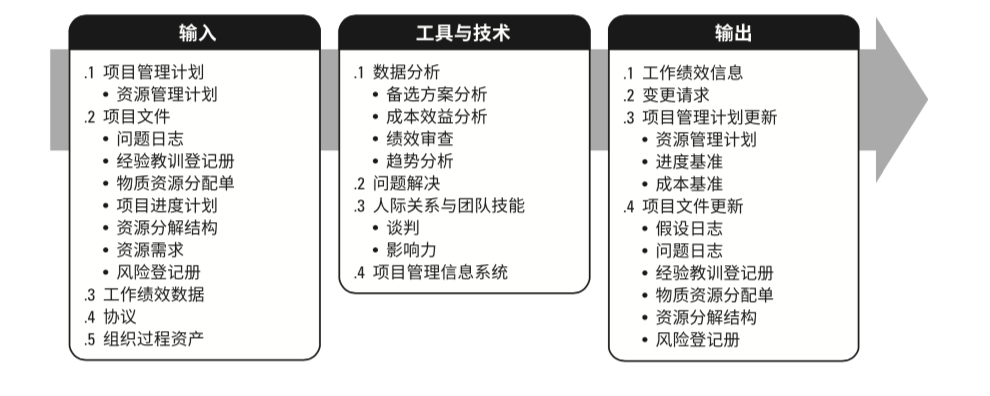 输入
.1 项目管理计划
• 资源管理计划
.2 项目文件
• 问题日志
• 经验教训登记册
• 物质资源分配单
• 项目进度计划
• 资源分解结构
• 资源需求
• 风险登记册
.3 工作绩效数据
.4 协议
.5 组织过程资产
工具与技术
.1 数据分析
• 备选方案分析
• 成本效益分析
• 绩效审查
• 趋势分析
.2 问题解决
.3 人际关系与团队技能
• 谈判
• 影响力
.4 项目管理信息系统
输出
.1 工作绩效信息
.2 变更请求
.3 项目管理计划更新
• 资源管理计划
• 进度基准
• 成本基准
.4 项目文件更新
• 假设日志
• 问题日志
• 经验教训登记册
• 物质资源分配单
• 资源分解结构
• 风险登记册